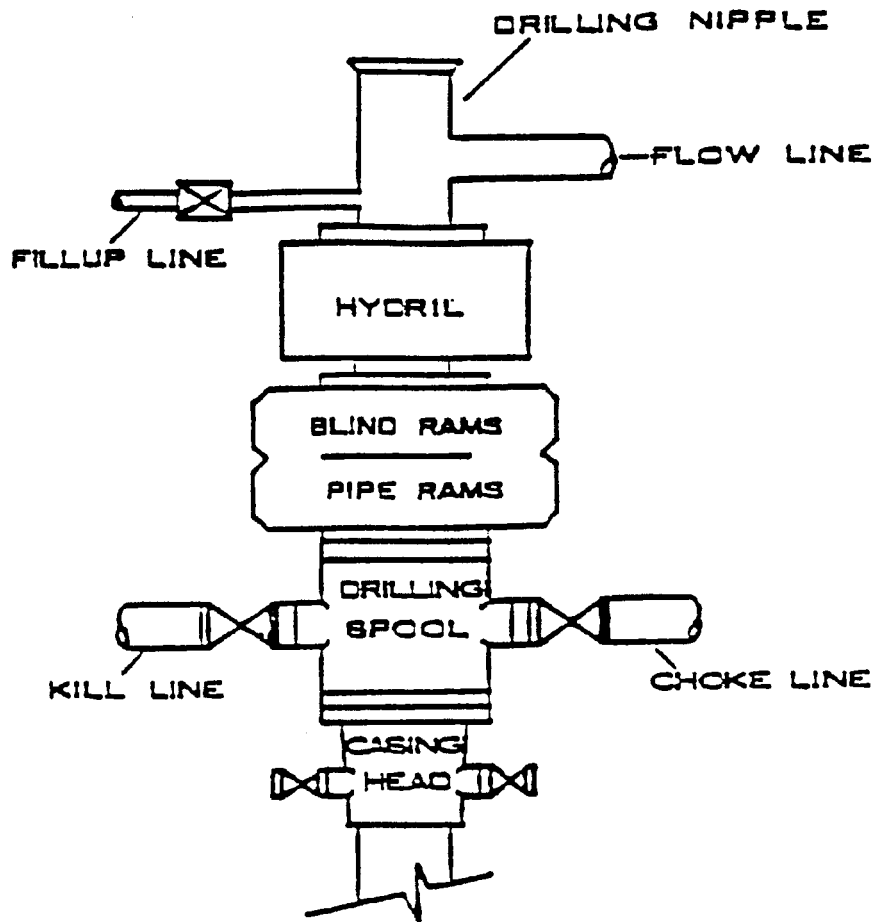 DRILLING NIPPLE
FLOW LINE
FILLUP LINE
HYDRIL
BLIND RAMS
PIPE RAMS
DRILLING
SPOOL
KILL LINE
CHOKE LINE
CASING
HEAD